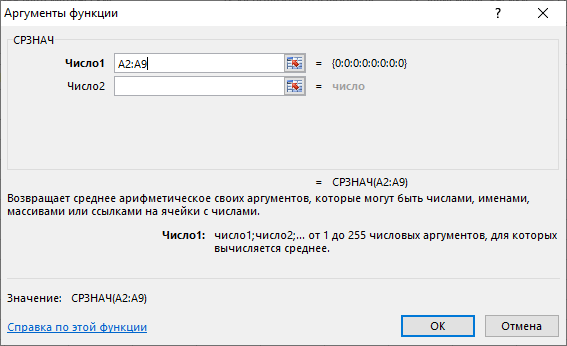 Аргументы функции
?
СРЗНАЧ
Число1 A2:A9 = {0:0:0:0:0:0:0:0}
Число2 = число
= СРЗНАЧ(A2:A9)
Возвращает среднее арифметическое своих аргументов, которые могут быть числами, именами,
массивами или ссылками на ячейки с числами.
Число1: число1;число2;... от 1 до 255 числовых аргументов, для которых
вычисляется среднее.
Значение: СРЗНАЧ(A2:A9)
Справка по этой функции
ОК
Отмена